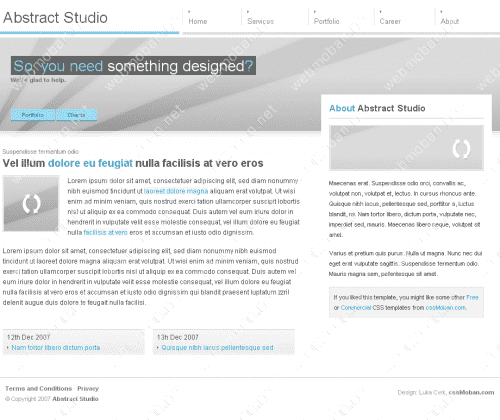 Abstract Studio
Home
Services
Portfolio
Career
About
So you need something designed?
We're glad to help.
Portfolio
Clients
About Abstract Studio
Maecenas erat. Suspendisse odio orci, convallis ac,
volutpat non, volutpat et, lectus. In cursus rhoncus ante.
Quisque nibh lacus, pellentesque sed, porttitor a, luctus
blandit, nisi. Nam tortor libero, dictum porta, vulputate nec,
imperdiet sed, mauris. Maecenas libero neque, volutpat sit
amet.
Varius et pretium quis purus. Nulla ut magna. Nunc nec dui
eget erat vulputate sagittis. Suspendisse fermentum odio.
Mauris magna sem, pellentesque sit amet.
If you liked this template, you might like some other Free
or Commercial CSS templates from cssMoban.com.
Suspendisse fermentum odio
Vel illum dolore eu feugiat nulla facilisis at vero eros
Lorem ipsum dolor sit amet, consectetuer adipiscing elit, sed diam nonummy
nibh euismod tincidunt ut laoreet dolore magna aliquam erat volutpat. Ut wisi
enim ad minim veniam, quis nostrud exerci tation ullamcorper suscipit lobortis
nisl ut aliquip ex ea commodo consequat. Duis autem vel eum iriure dolor in
hendrerit in vulputate velit esse molestie consequat, vel illum dolore eu feugiat
nulla facilisis at vero eros et accumsan et iusto odio dignissim.
Lorem ipsum dolor sit amet, consectetuer adipiscing elit, sed diam nonummy nibh euismod
tincidunt ut laoreet dolore magna aliquam erat volutpat. Ut wisi enim ad minim veniam, quis nostrud
exerci tation ullamcorper suscipit lobortis nisl ut aliquip ex ea commodo consequat. Duis autem vel
eum iriure dolor in hendrerit in vulputate velit esse molestie consequat, vel illum dolore eu feugiat
nulla facilisis at vero eros et accumsan et iusto odio dignissim qui blandit praesent luptatum zzril
delenit augue duis dolore te feugait nulla facilisi.
12th Dec 2007
Nam tortor libero dictum porta
13h Dec 2007
Quisque nibh lacus pellentesque sed
Terms and Conditions · Privacy
© Copyright 2007 Abstract Studio
Design: Luka Cvrk, cssMoban.com